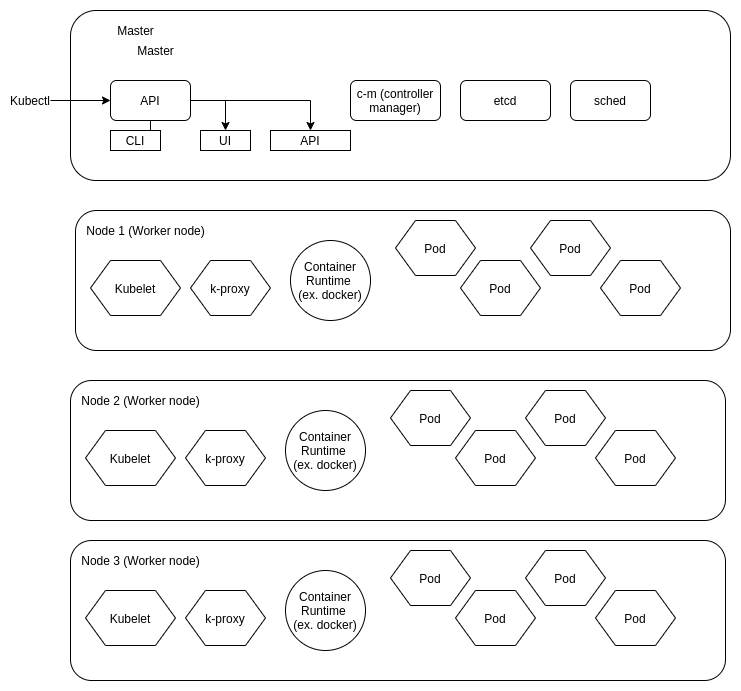 Master
Master
Kubectl
API
c-m (controller
manager)
etcd
sched
CLI
UI
API
Node 1 (Worker node)
Kubelet
k-proxy
Container
Runtime
(ex. docker)
Pod
Pod
Pod
Pod
Node 2 (Worker node)
Kubelet
k-proxy
Container
Runtime
(ex. docker)
Pod
Pod
Pod
Pod
Node 3 (Worker node)
Kubelet
k-proxy
Container
Runtime
(ex. docker)
Pod
Pod
Pod
Pod